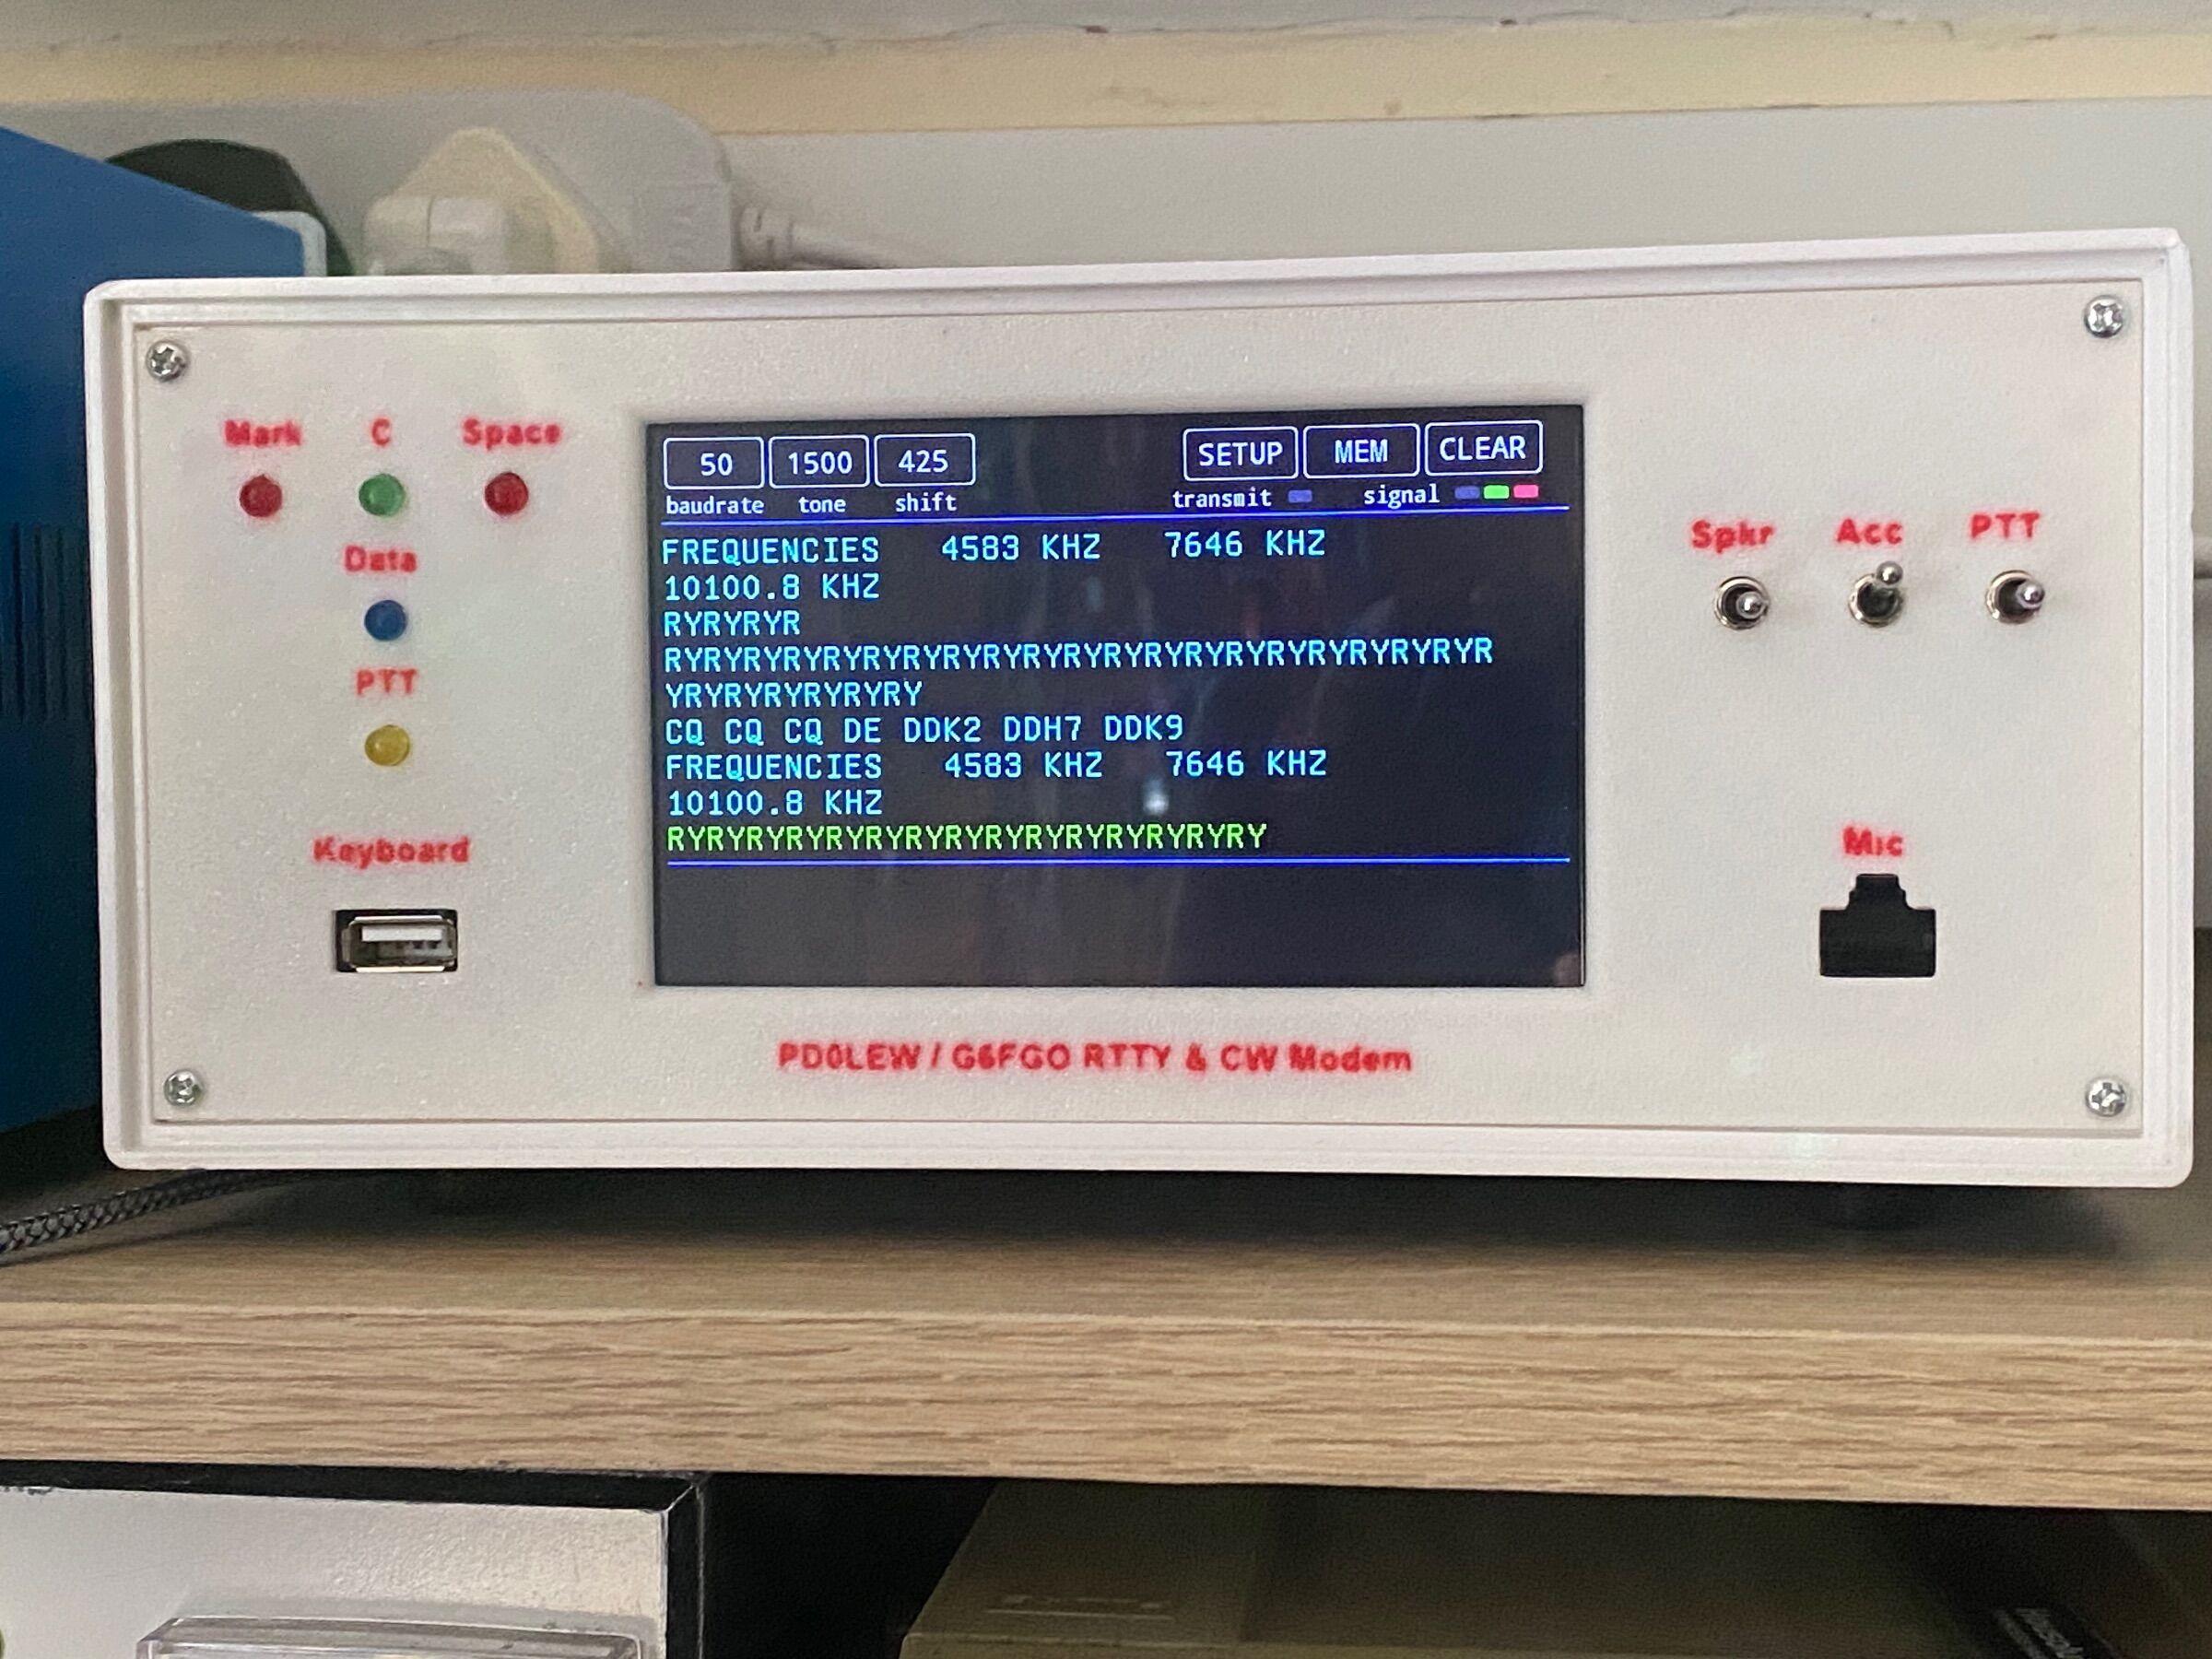 Mark C Space
Data
PTT
Keyboard
50 1500 425 SETUP MEM CLEAR
baudrate tone shift transmit signal
FREQUENCIES 4583 KHZ 7646 KHZ
10100.8 KHZ
RYRYRYR
RYRYRYRYRYRYRYRYRYRYRYRYRYRYRYRYRYRYRYRYR
YRYRYRYRYRYRY
CQ CQ CQ DE DDK2 DDH7 DDK9
FREQUENCIES 4583 KHZ 7646 KHZ
10100.8 KHZ
RYRYRYRYRYRYRYRYRYRYRYRYRYRYRY
Spkr Acc PTT
Mic
PD0LEW / G6FGO RTTY & CW Modem